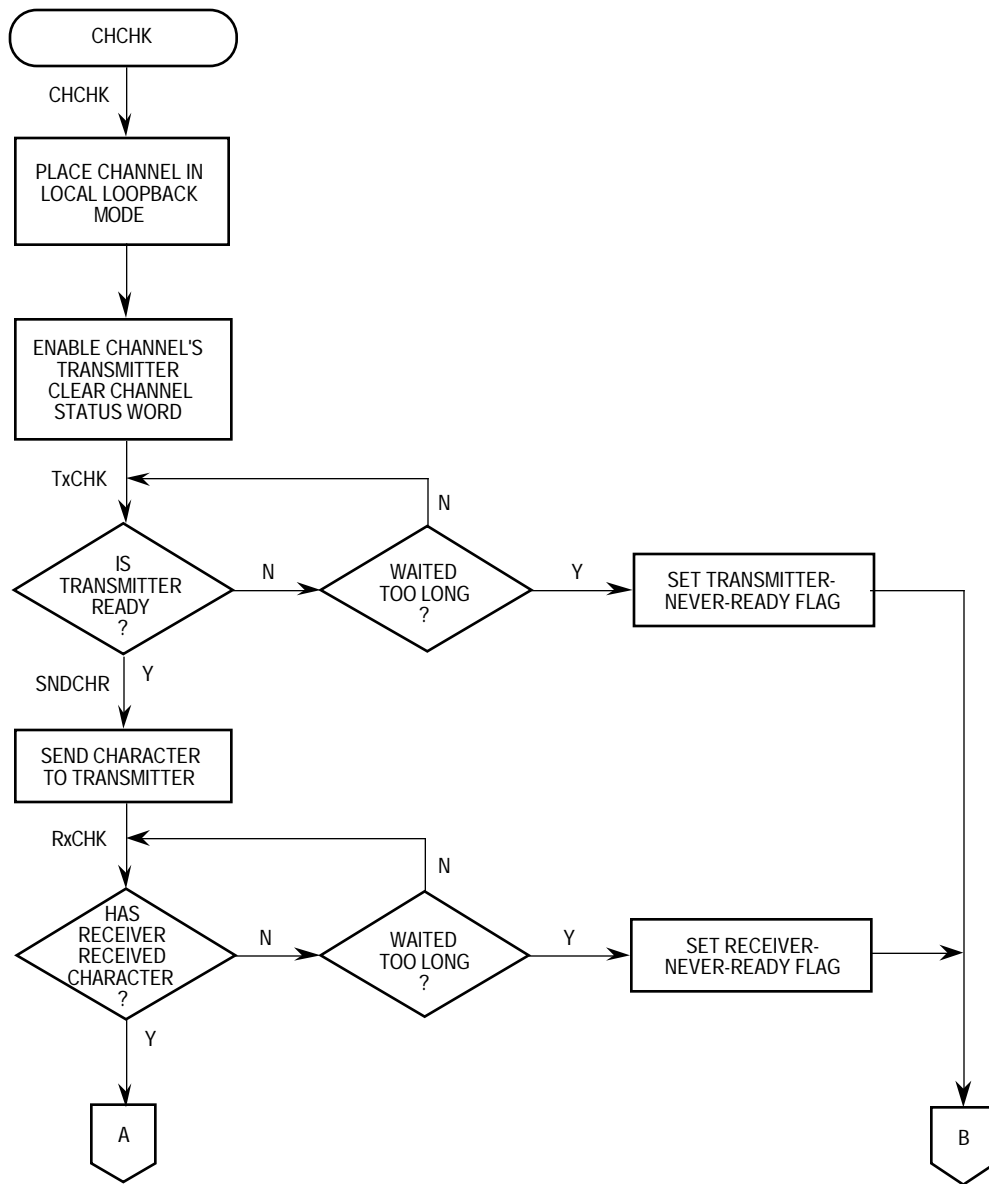 CHCHK
CHCHK
PLACE CHANNEL IN
LOCAL LOOPBACK
MODE
ENABLE CHANNEL'S
TRANSMITTER
CLEAR CHANNEL
STATUS WORD
TxCHK
N
IS
TRANSMITTER
READY
?
N
WAITED
TOO LONG
?
Y
SET TRANSMITTER-
NEVER-READY FLAG
SNDCHR
Y
SEND CHARACTER
TO TRANSMITTER
RxCHK
N
HAS
RECEIVER
RECEIVED
CHARACTER
?
N
WAITED
TOO LONG
?
Y
SET RECEIVER-
NEVER-READY FLAG
Y
A
B